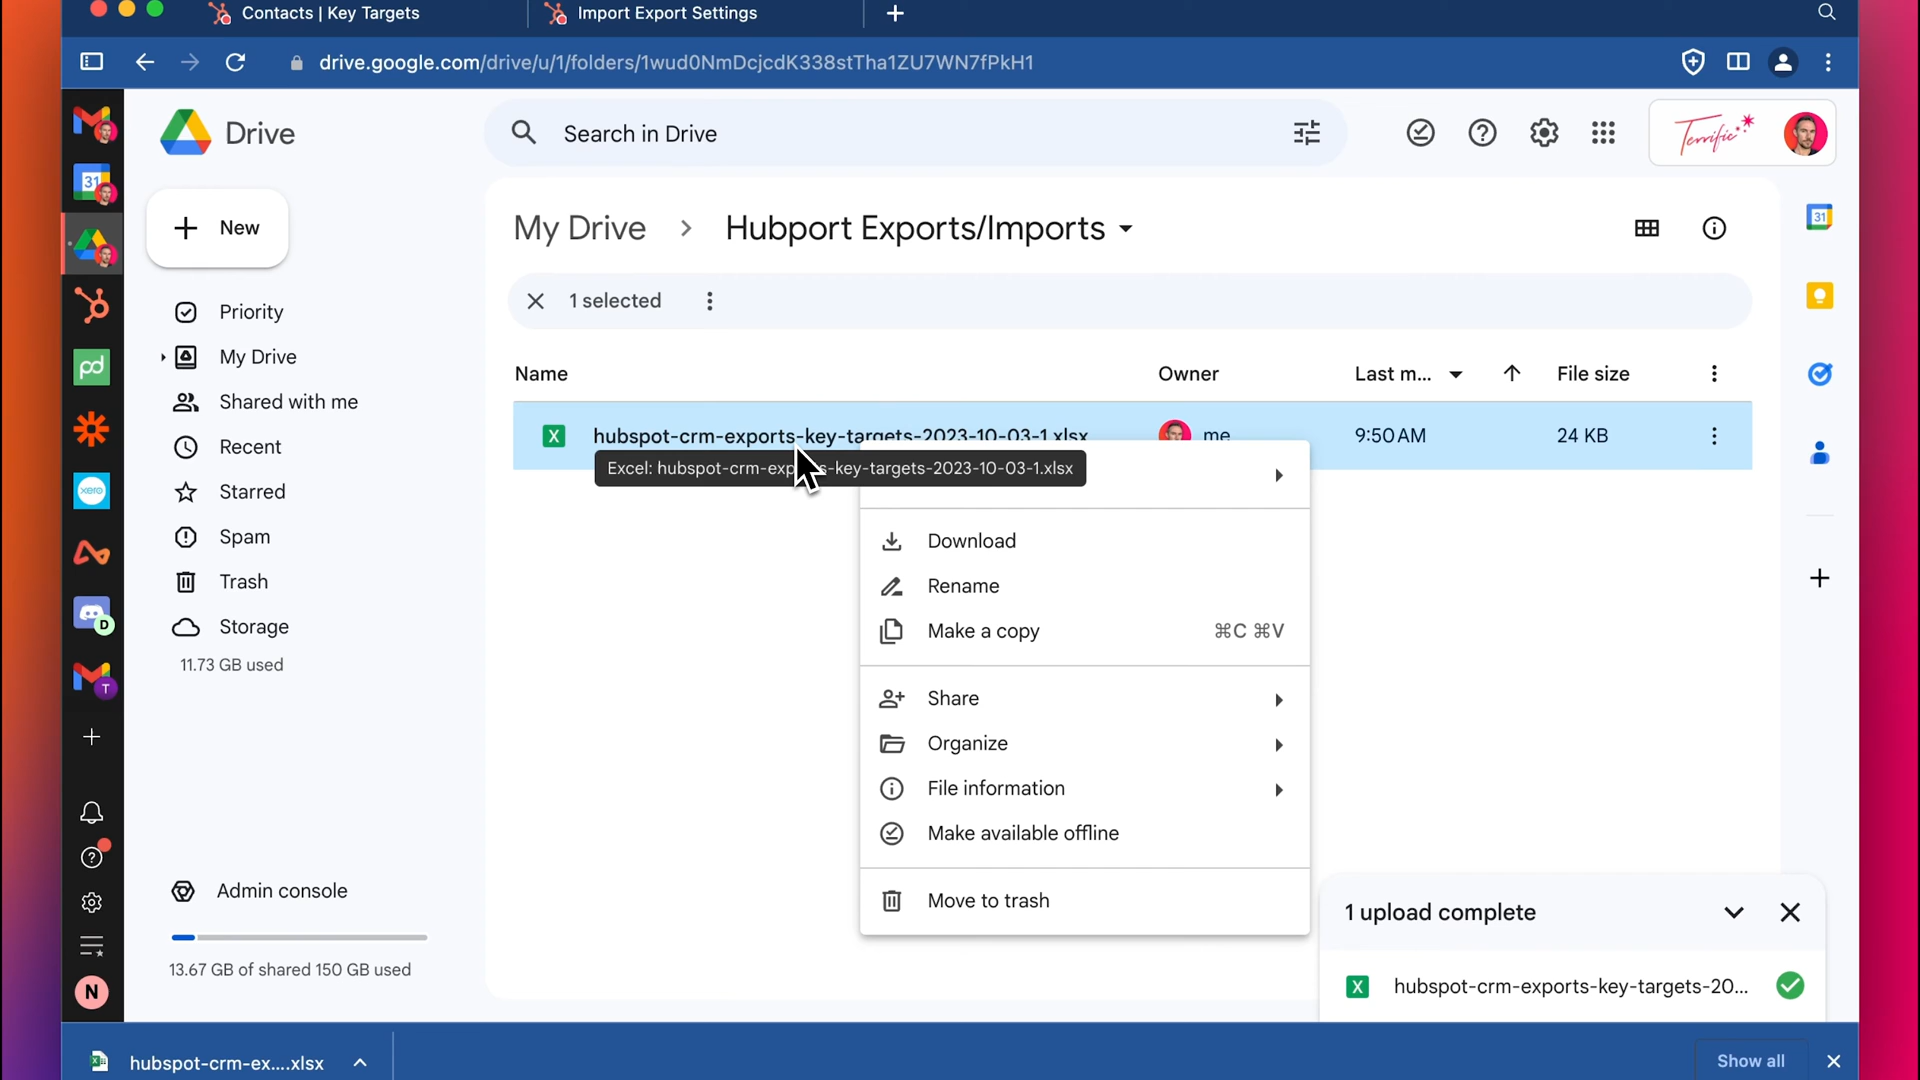 Contacts | Key Targets
Import Export Settings
drive.google.com/drive/u/1/folders/1wud0NmDcjcdK338stTha1ZU7WN7fPkH1
Drive
Search in Drive
Terrific
New
My Drive
Hubport Exports/Imports
1 selected
Priority
My Drive
Shared with me
Recent
Starred
Spam
Trash
Storage
11.73 GB used
Admin console
13.67 GB of shared 150 GB used
Name
Owner
Last m...
File size
hubspot-crm-exports-key-targets-2023-10-03-1.xlsx
me
9:50 AM
24 KB
Excel: hubspot-crm-exp s-key-targets-2023-10-03-1.xlsx
Download
Rename
Make a copy
⌘C ⌘V
Share
Organize
File information
Make available offline
Move to trash
1 upload complete
hubspot-crm-exports-key-targets-20...
31
31
pd
xero
D
T
N
hubspot-crm-ex....xlsx
Show all